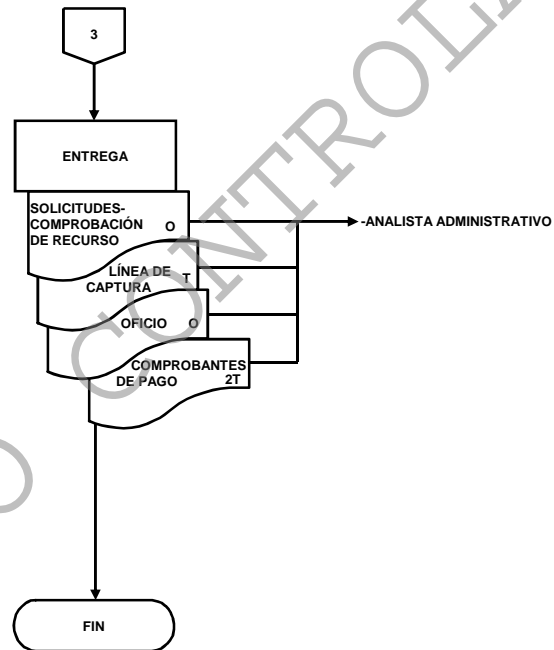 3
ENTREGA
SOLICITUDES-
COMPROBACIÓN O
DE RECURSO
-ANALISTA ADMINISTRATIVO
LÍNEA DE
CAPTURA T
OFICIO O
COMPROBANTES
DE PAGO 2T
FIN